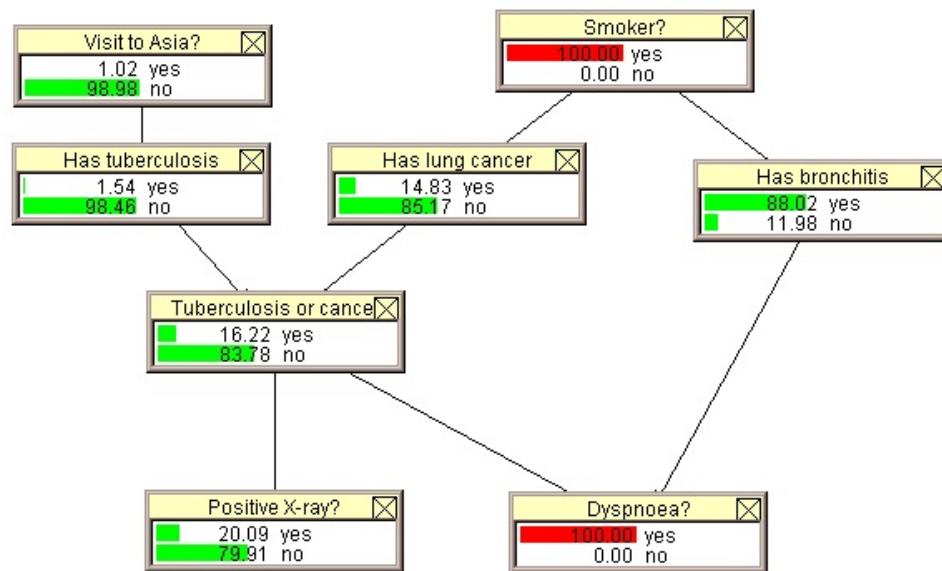 Visit to Asia?
1.02 yes
98.98 no
Smoker?
100.00 yes
0.00 no
Has tuberculosis
1.54 yes
98.46 no
Has lung cancer
14.83 yes
85.17 no
Has bronchitis
88.02 yes
11.98 no
Tuberculosis or cance
16.22 yes
83.78 no
Positive X-ray?
20.09 yes
79.91 no
Dyspnoea?
100.00 yes
0.00 no